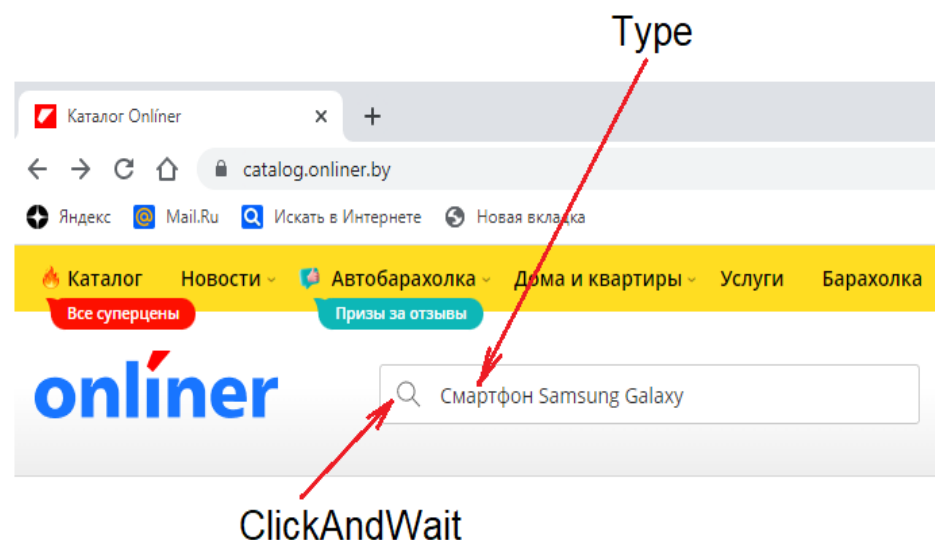 Type
Каталог Onlíner
catalog.onliner.by
Яндекс Mail.Ru Искать в Интернете Новая вкладка
Каталог Новости Автобарахолка Дома и квартиры Услуги Барахолка
Все суперцены Призы за отзывы
onlíner Смартфон Samsung Galaxy
ClickAndWait